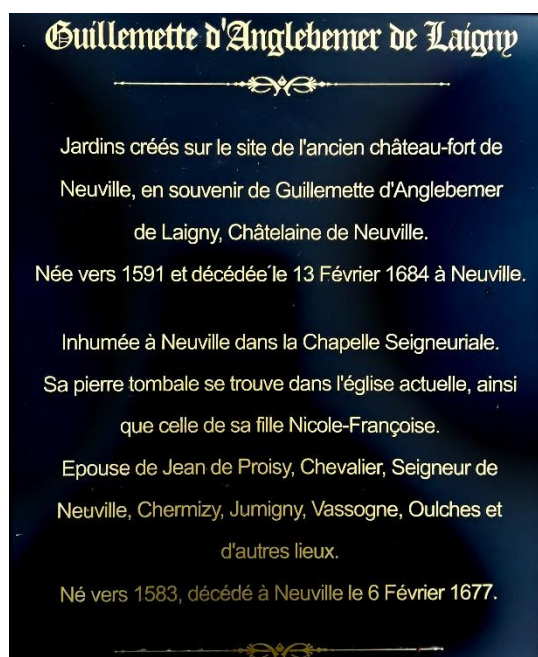 Guillemette d'Anglebemer de Laigny
Jardins créés sur le site de l'ancien château-fort de
Neuville, en souvenir de Guillemette d'Anglebemer
de Laigny, Châtelaine de Neuville.
Née vers 1591 et décédée le 13 Février 1684 à Neuville.
Inhumée à Neuville dans la Chapelle Seigneuriale.
Sa pierre tombale se trouve dans l'église actuelle, ainsi
que celle de sa fille Nicole-Françoise.
Epouse de Jean de Proisy, Chevalier, Seigneur de
Neuville, Chermizy, Jumigny, Vassogne, Oulches et
d'autres lieux.
Né vers 1583, décédé à Neuville le 6 Février 1677.